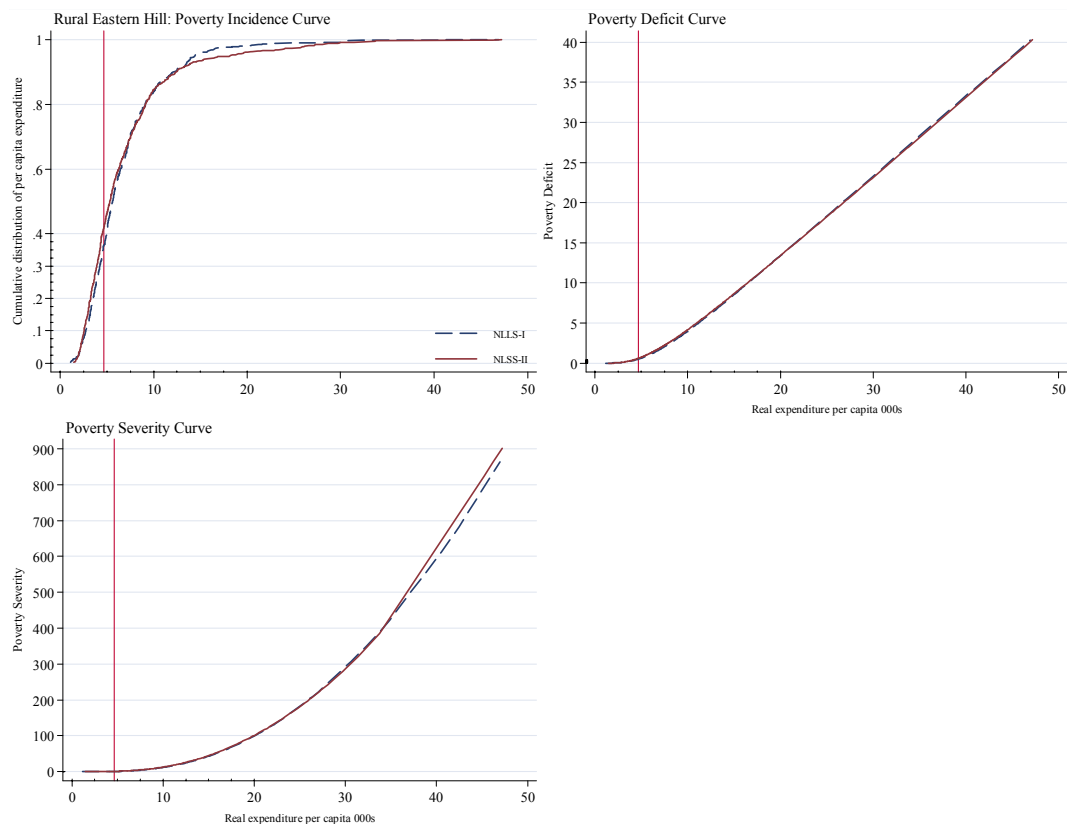 Rural Eastern Hill: Poverty Incidence Curve
Cumulative distribution of per capita expenditure
1
.8
.6
.4
.3
.2
.1
0
0 10 20 30 40 50
NLLS-I
NLSS-II
Poverty Deficit Curve
Poverty Deficit
40
35
30
25
20
15
10
5
0
0 10 20 30 40 50
Real expenditure per capita 000s
Poverty Severity Curve
Poverty Severity
900
800
700
600
500
400
300
200
100
0
0 10 20 30 40 50
Real expenditure per capita 000s